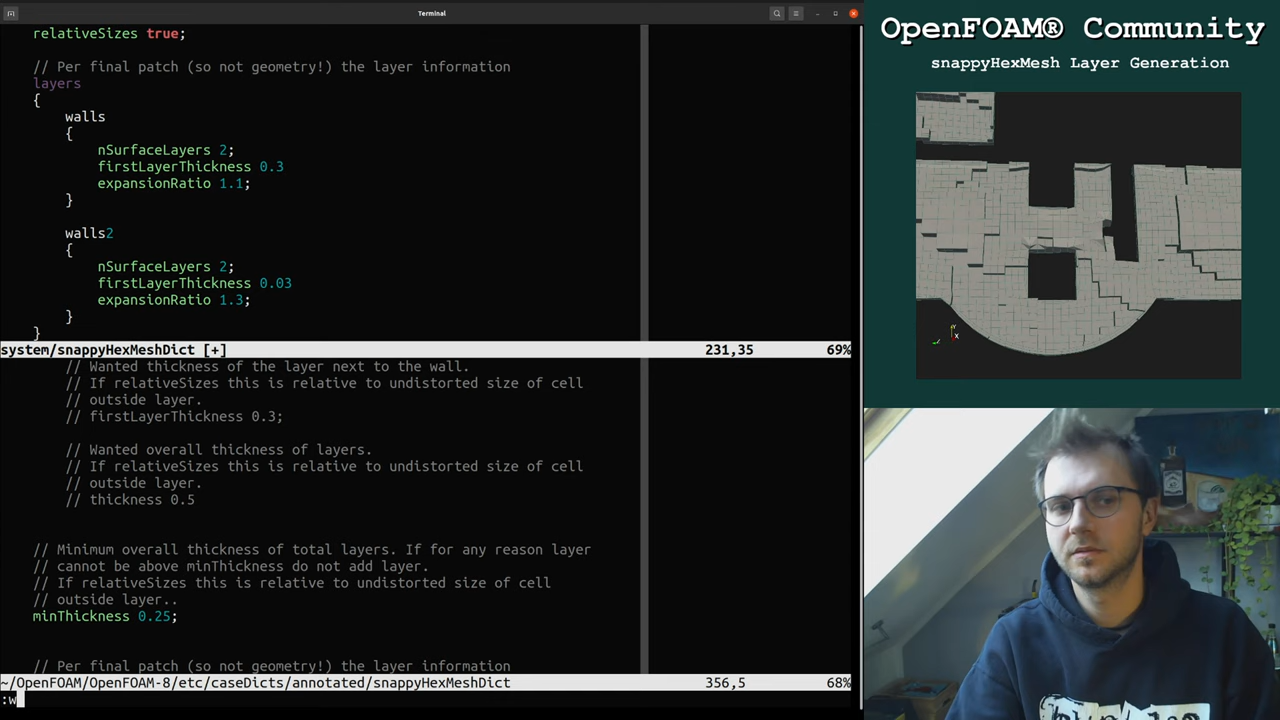 Terminal
relativeSizes true;
// Per final patch (so not geometry!) the layer information
layers
{
walls
{
nSurfaceLayers 2;
firstLayerThickness 0.3
expansionRatio 1.1;
}
walls2
{
nSurfaceLayers 2;
firstLayerThickness 0.03
expansionRatio 1.3;
}
}
system/snappyHexMeshDict [+] 231,35 69%
// Wanted thickness of the layer next to the wall.
// If relativeSizes this is relative to undistorted size of cell
// outside layer.
// firstLayerThickness 0.3;
// Wanted overall thickness of layers.
// If relativeSizes this is relative to undistorted size of cell
// outside layer.
// thickness 0.5
// Minimum overall thickness of total layers. If for any reason layer
// cannot be above minThickness do not add layer.
// If relativeSizes this is relative to undistorted size of cell
// outside layer..
minThickness 0.25;
// Per final patch (so not geometry!) the layer information
~/OpenFOAM/OpenFOAM-8/etc/caseDicts/annotated/snappyHexMeshDict 356,5 68%
:w
OpenFOAM® Community
snappyHexMesh Layer Generation
Y
X